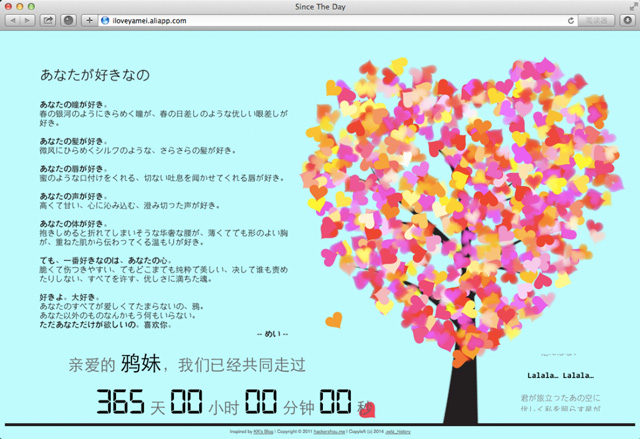 Since The Day
iloveyamei.aliapp.com
阅读器
あなたが好きなの
あなたの瞳が好き。
春の銀河のようにきらめく瞳が、春の日差しのような优しい眼差しが
好き。
あなたの髪が好き。
微风にひらめくシルクのような、さらさらの髪が好き。
あなたの唇が好き。
蜜のような口付けをくれる、切ない吐息を闻かせてくれる唇が好き。
あなたの声が好き。
高くて甘い、心に沁み込む、澄み切った声が好き。
あなたの体が好き。
抱きしめると折れてしまいそうな华奢な腰が、薄くてでも形のよい胸
が、重ねた肌から伝わってくる温もりが好き。
でも、一番好きなのは、あなたの心。
脆くて伤つきやすい、でもどこまでも纯粋で美しい、决して谁も责め
たりしない、すべてを许す、优しさに満ちた魂。
好きよ。大好き。
あなたのすべてが爱しくてたまらないの、鸦。
あなた以外のものなんかもう何もいらない。
ただあなただけが欲しいの。喜欢你。
-- めい --
亲爱的 鸦妹，我们已经共同走过
365 天 00 小时 00 分钟 00 秒
Lalala… Lalala…
君が旅立ったあの空に
Inspired by KK's Blog | Copyright © 2011 hackerzhou.me | Copyleft (c) 2014